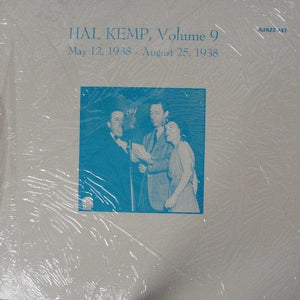 HAL KEMP, Volume 9
May 12, 1938 - August 25, 1938